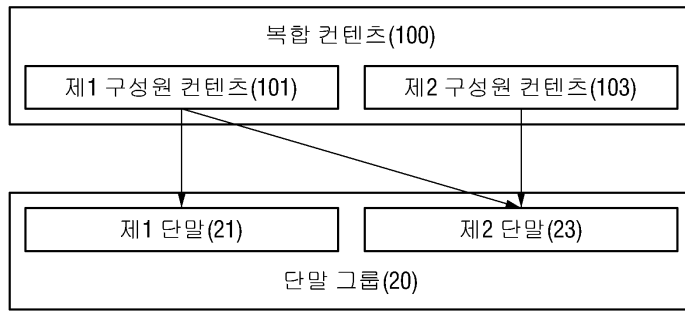 복합 컨텐츠(100)
제1 구성원 컨텐츠(101)
제2 구성원 컨텐츠(103)
제1 단말(21)
제2 단말(23)
단말 그룹(20)